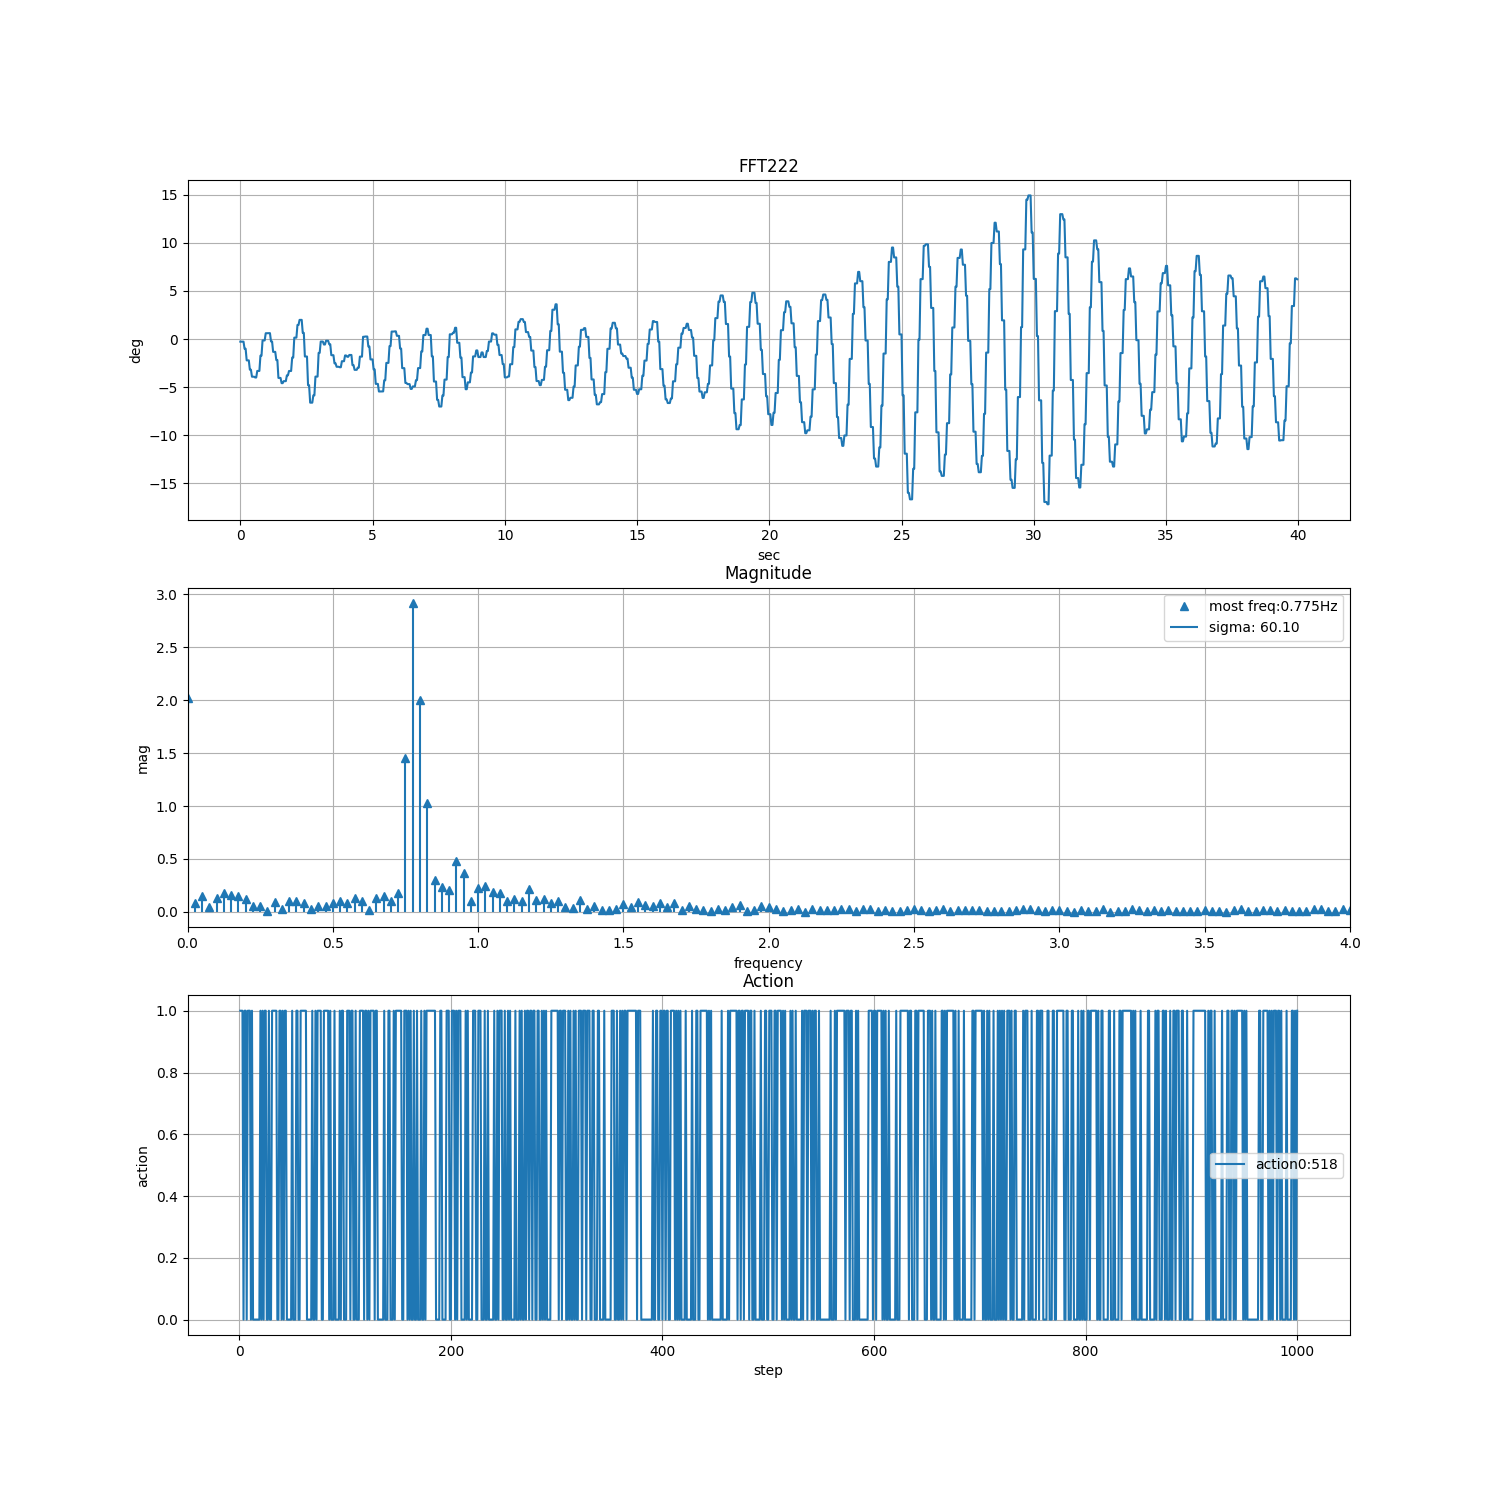 FFT222
15
10
5
0
−5
−10
−15
deg
0 5 10 15 20 25 30 35 40
sec
Magnitude
3.0
2.5
2.0
1.5
1.0
0.5
0.0
mag
most freq:0.775Hz
sigma: 60.10
0.0 0.5 1.0 1.5 2.0 2.5 3.0 3.5 4.0
frequency
Action
1.0
0.8
0.6
0.4
0.2
0.0
action
action0:518
0 200 400 600 800 1000
step